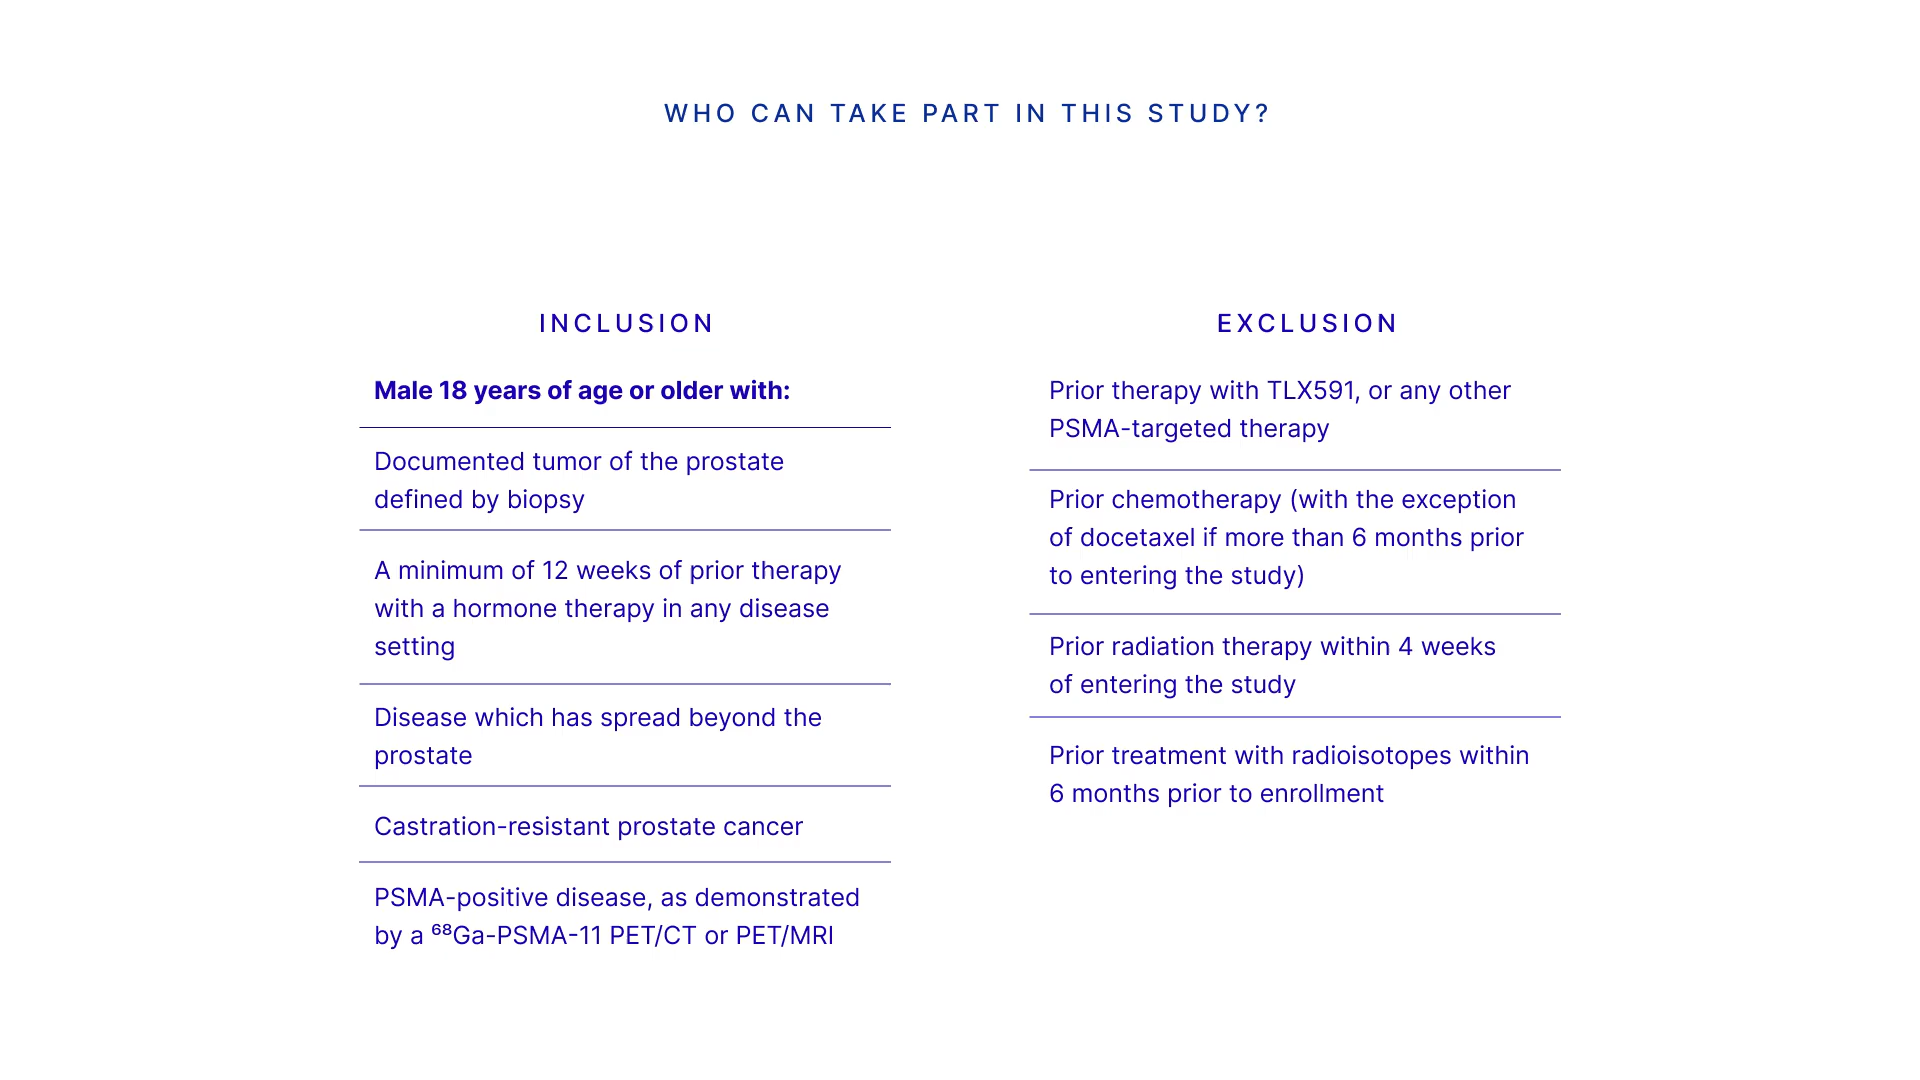 WHO CAN TAKE PART IN THIS STUDY?
INCLUSION
Male 18 years of age or older with:
Documented tumor of the prostate
defined by biopsy
A minimum of 12 weeks of prior therapy
with a hormone therapy in any disease
setting
Disease which has spread beyond the
prostate
Castration-resistant prostate cancer
PSMA-positive disease, as demonstrated
by a ⁶⁸Ga-PSMA-11 PET/CT or PET/MRI
EXCLUSION
Prior therapy with TLX591, or any other
PSMA-targeted therapy
Prior chemotherapy (with the exception
of docetaxel if more than 6 months prior
to entering the study)
Prior radiation therapy within 4 weeks
of entering the study
Prior treatment with radioisotopes within
6 months prior to enrollment